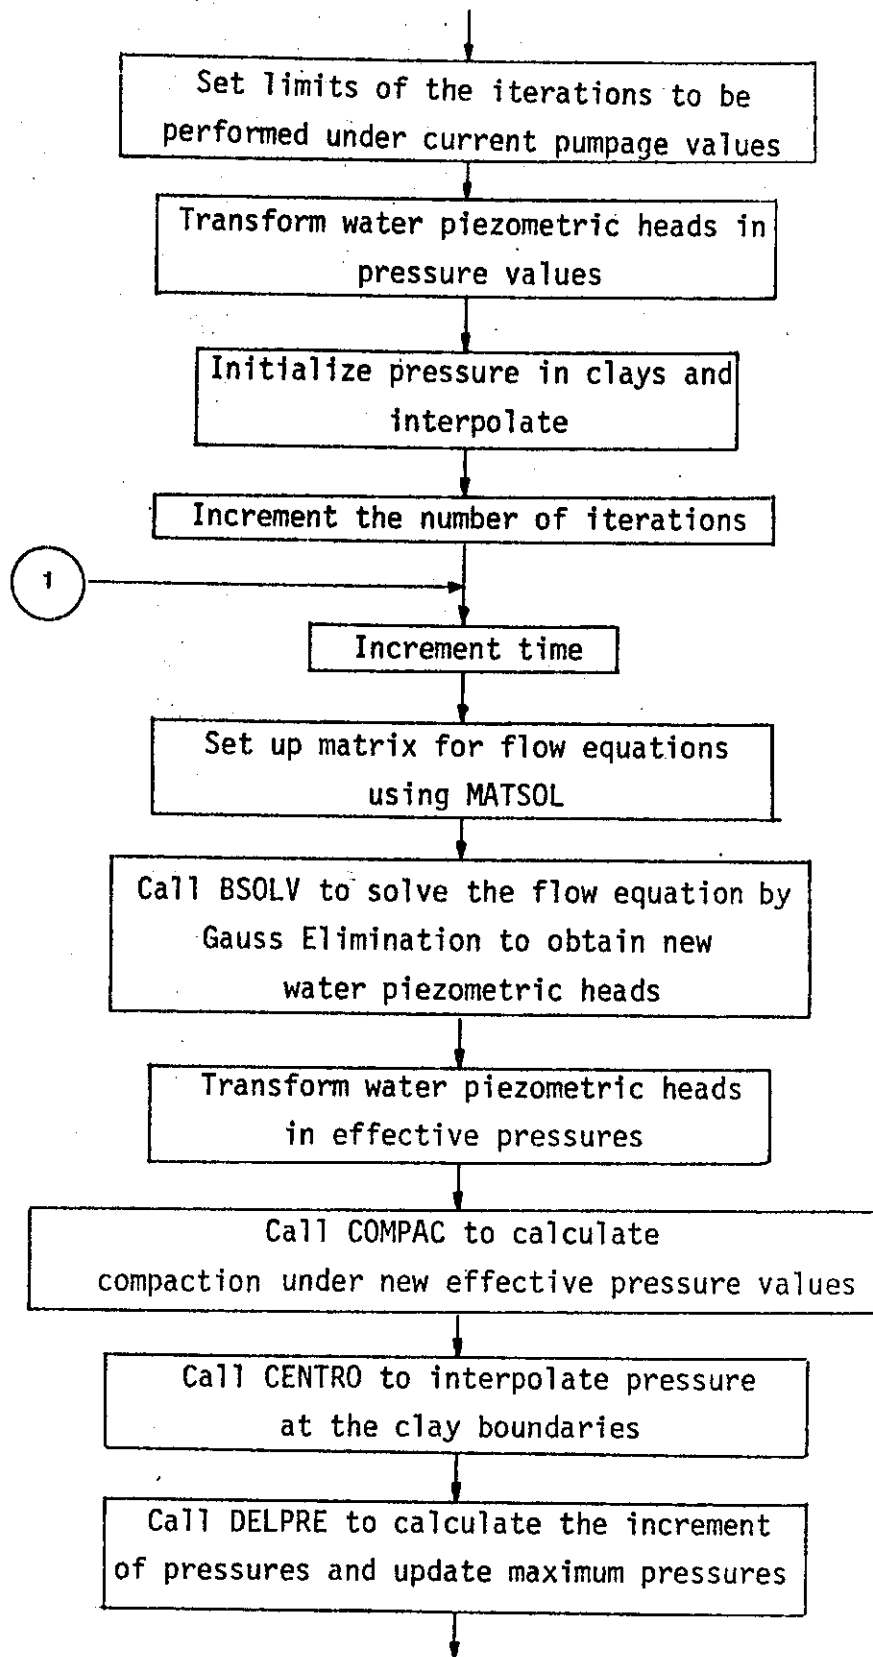 Set limits of the iterations to be
performed under current pumpage values
Transform water piezometric heads in
pressure values
Initialize pressure in clays and
interpolate
Increment the number of iterations
1
Increment time
Set up matrix for flow equations
using MATSOL
Call BSOLV to solve the flow equation by
Gauss Elimination to obtain new
water piezometric heads
Transform water piezometric heads
in effective pressures
Call COMPAC to calculate
compaction under new effective pressure values
Call CENTRO to interpolate pressure
at the clay boundaries
Call DELPRE to calculate the increment
of pressures and update maximum pressures